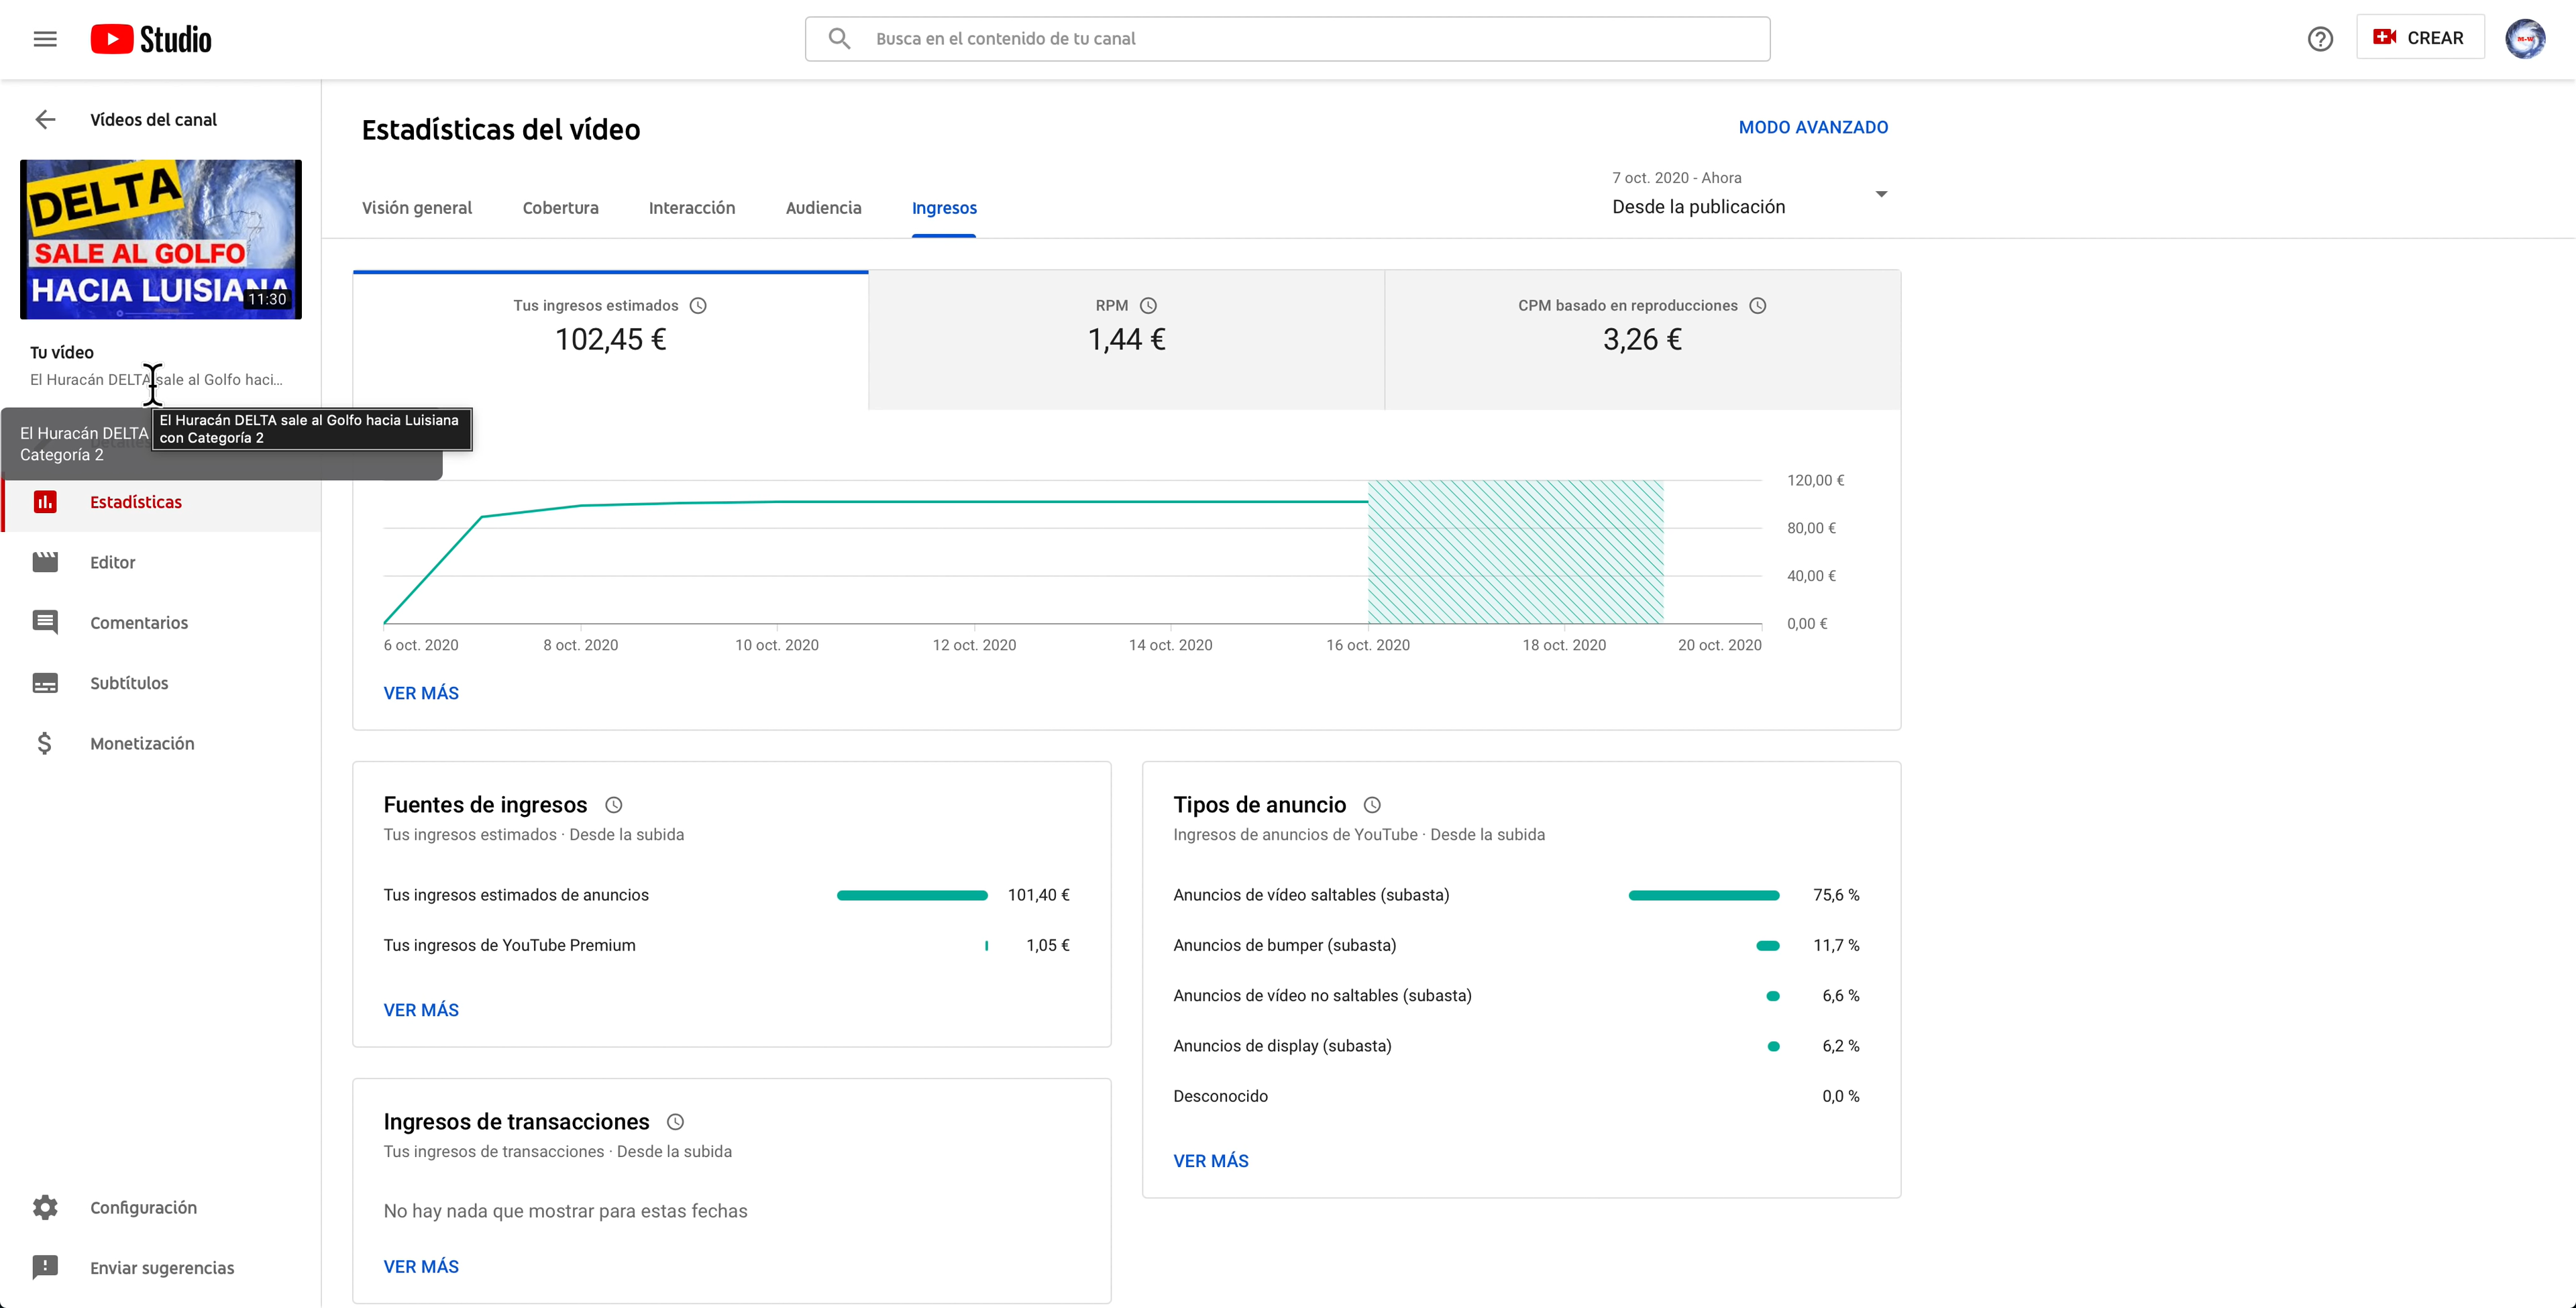 Studio
Busca en el contenido de tu canal
CREAR
Vídeos del canal
DELTA
SALE AL GOLFO
HACIA LUISIANA
11:30
Tu vídeo
El Huracán DELTA sale al Golfo haci...
El Huracán DELTA
Categoría 2
El Huracán DELTA sale al Golfo hacia Luisiana
con Categoría 2
Estadísticas
Editor
Comentarios
Subtítulos
Monetización
Configuración
Enviar sugerencias
Estadísticas del vídeo
MODO AVANZADO
Visión general
Cobertura
Interacción
Audiencia
Ingresos
7 oct. 2020 - Ahora
Desde la publicación
Tus ingresos estimados
102,45 €
RPM
1,44 €
CPM basado en reproducciones
3,26 €
120,00 €
80,00 €
40,00 €
0,00 €
6 oct. 2020
8 oct. 2020
10 oct. 2020
12 oct. 2020
14 oct. 2020
16 oct. 2020
18 oct. 2020
20 oct. 2020
VER MÁS
Fuentes de ingresos
Tus ingresos estimados · Desde la subida
Tus ingresos estimados de anuncios 101,40 €
Tus ingresos de YouTube Premium 1,05 €
VER MÁS
Ingresos de transacciones
Tus ingresos de transacciones · Desde la subida
No hay nada que mostrar para estas fechas
VER MÁS
Tipos de anuncio
Ingresos de anuncios de YouTube · Desde la subida
Anuncios de vídeo saltables (subasta) 75,6 %
Anuncios de bumper (subasta) 11,7 %
Anuncios de vídeo no saltables (subasta) 6,6 %
Anuncios de display (subasta) 6,2 %
Desconocido 0,0 %
VER MÁS